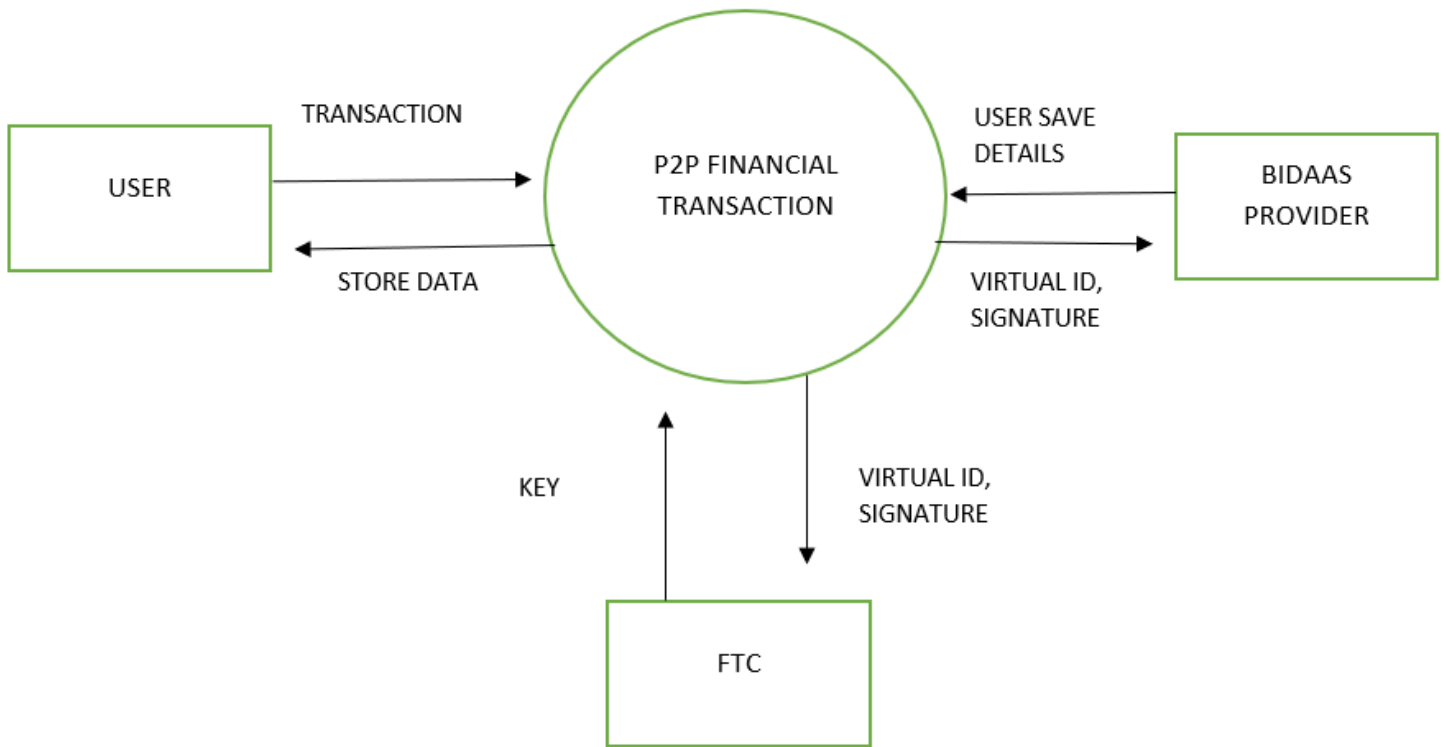 TRANSACTION
USER
STORE DATA
P2P FINANCIAL
TRANSACTION
USER SAVE
DETAILS
BIDAAS
PROVIDER
VIRTUAL ID,
SIGNATURE
KEY
VIRTUAL ID,
SIGNATURE
FTC